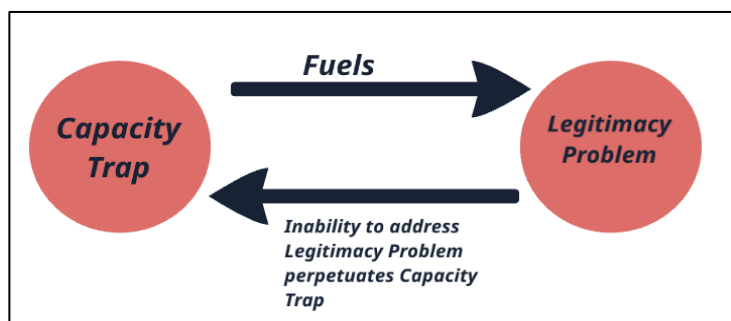 Fuels
Capacity
Trap
Legitimacy
Problem
Inability to address
Legitimacy Problem
perpetuates Capacity
Trap